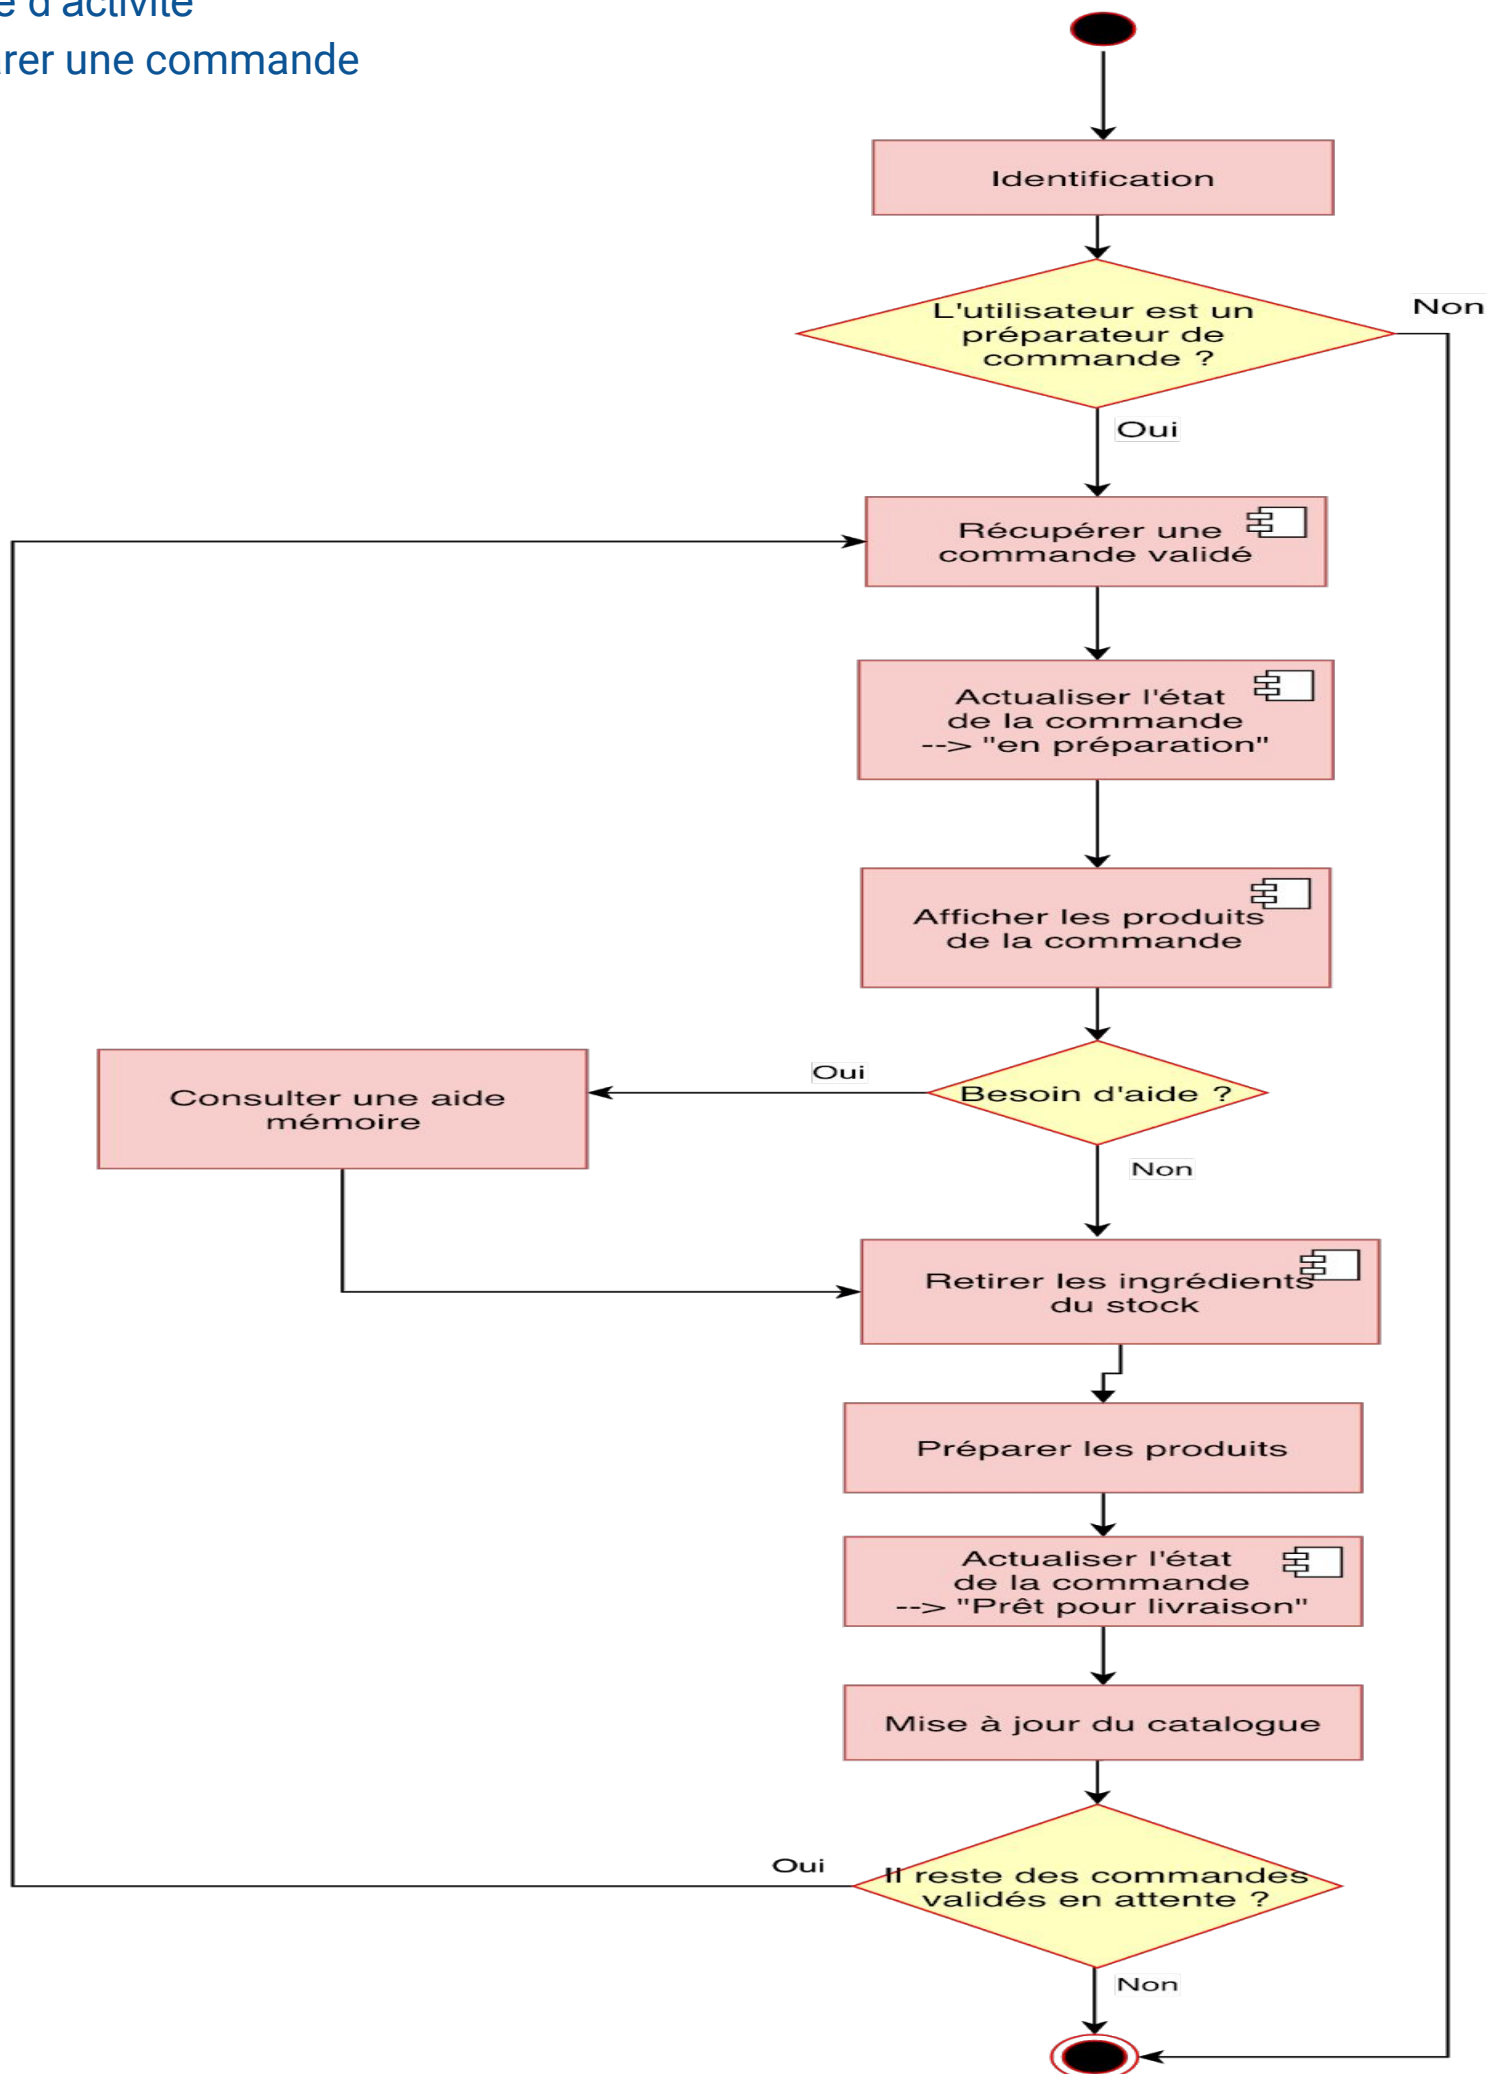 e d'activité
rer une commande
Identification
L'utilisateur est un
préparateur de
commande ?
Non
Oui
Récupérer une
commande validé
Actualiser l'état
de la commande
--> "en préparation"
Afficher les produits
de la commande
Oui
Besoin d'aide ?
Consulter une aide
mémoire
Non
Retirer les ingrédients
du stock
Préparer les produits
Actualiser l'état
de la commande
--> "Prêt pour livraison"
Mise à jour du catalogue
Oui
Il reste des commandes
validés en attente ?
Non